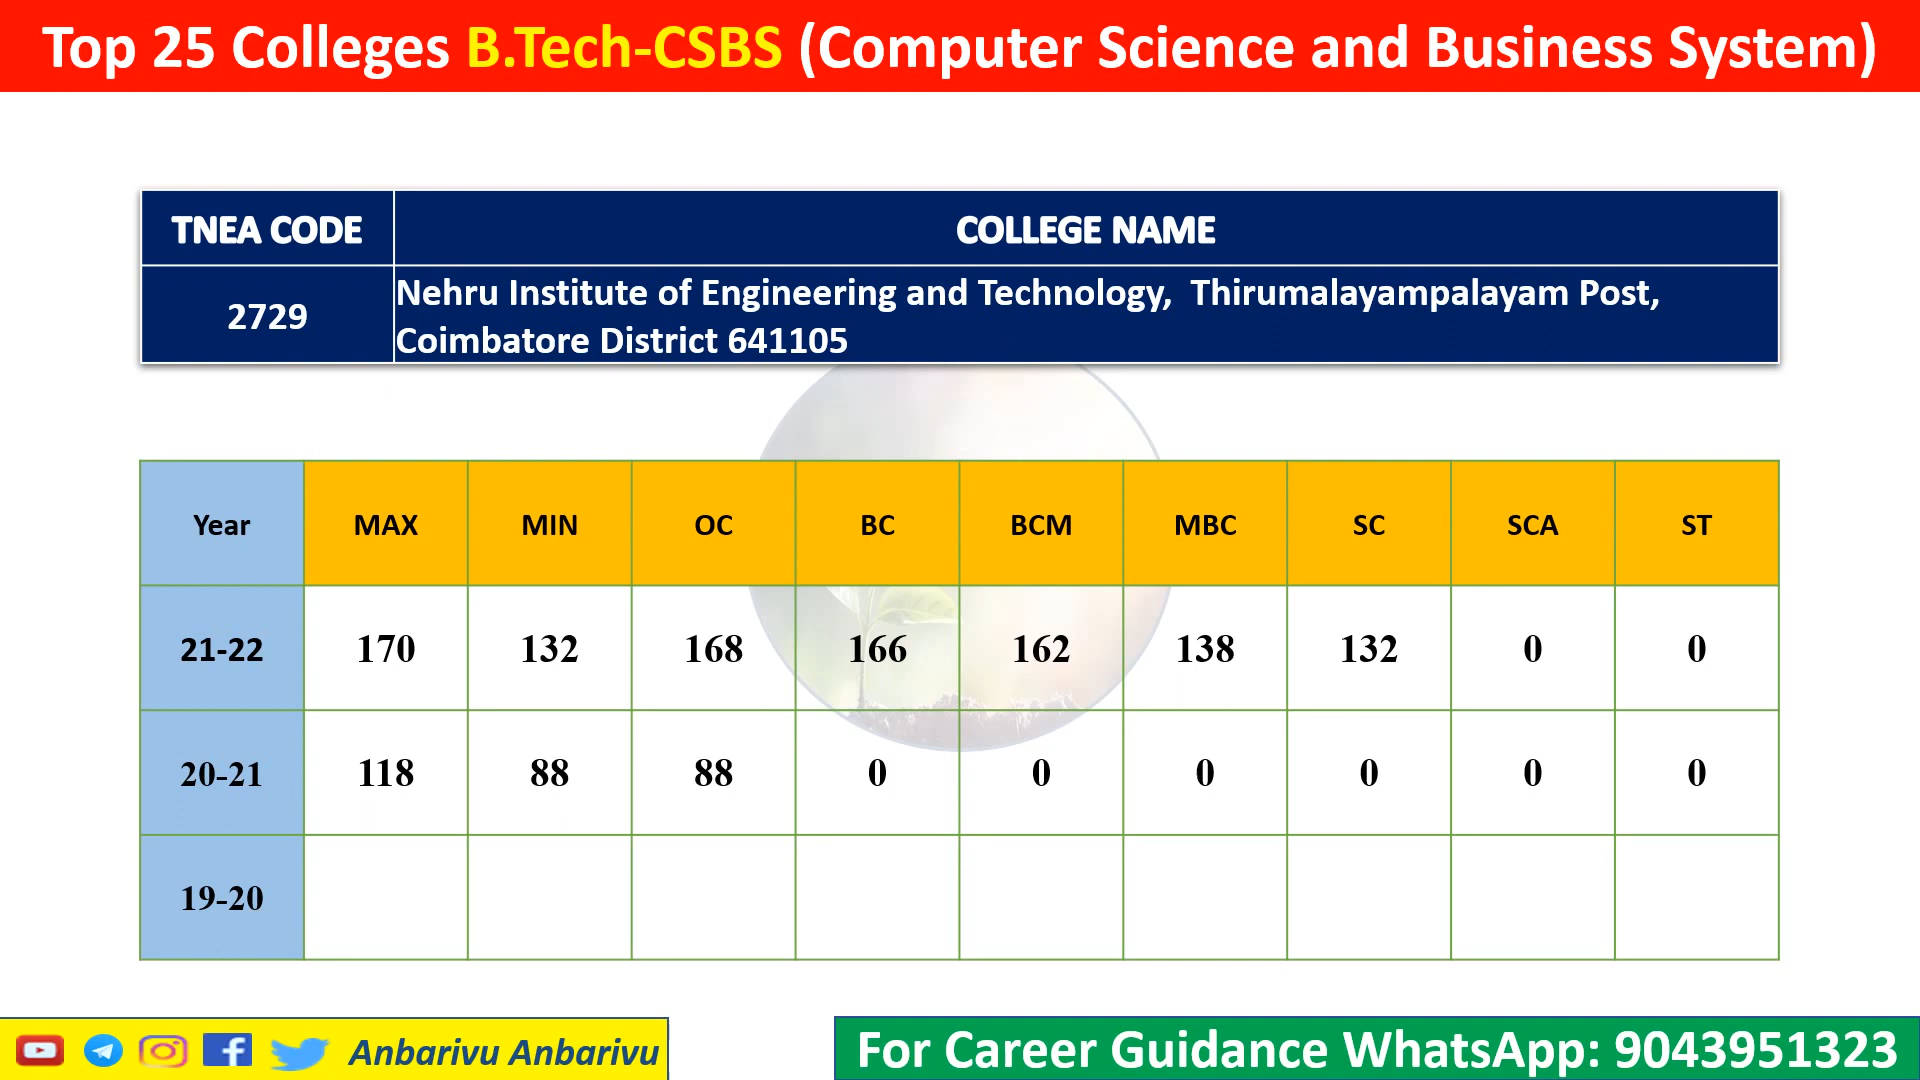 Top 25 Colleges B.Tech-CSBS (Computer Science and Business System)
TNEA CODE COLLEGE NAME
2729 Nehru Institute of Engineering and Technology, Thirumalayampalayam Post,
Coimbatore District 641105
Year MAX MIN OC BC BCM MBC SC SCA ST
21-22 170 132 168 166 162 138 132 0 0
20-21 118 88 88 0 0 0 0 0 0
19-20
Anbarivu Anbarivu
For Career Guidance WhatsApp: 9043951323